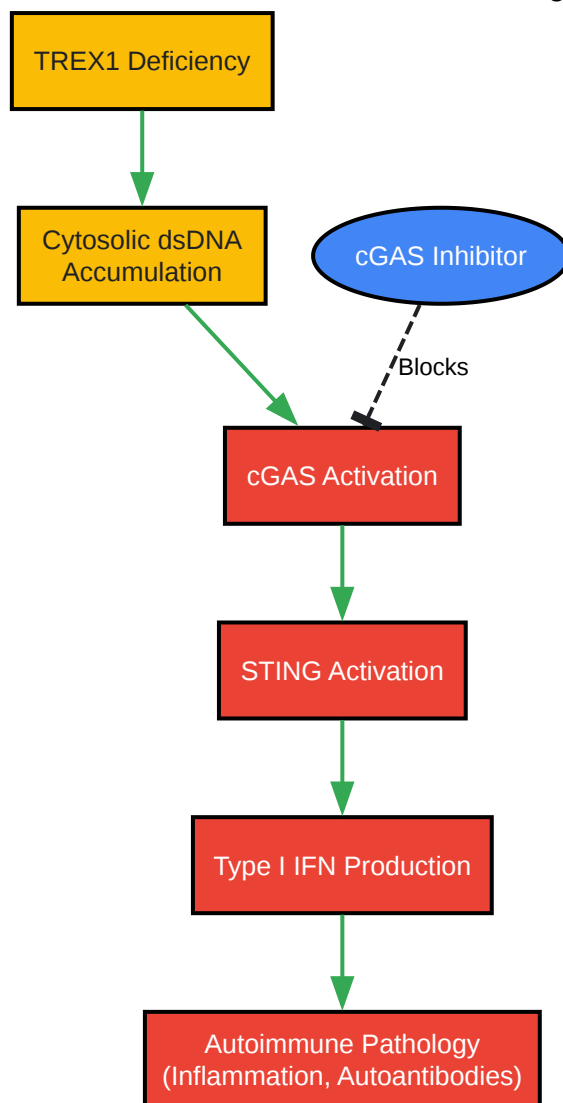 TREX1 Deficiency
Cytosolic dsDNA
Accumulation
cGAS Inhibitor
Blocks
cGAS Activation
STING Activation
Type I IFN Production
Autoimmune Pathology
(Inflammation, Autoantibodies)